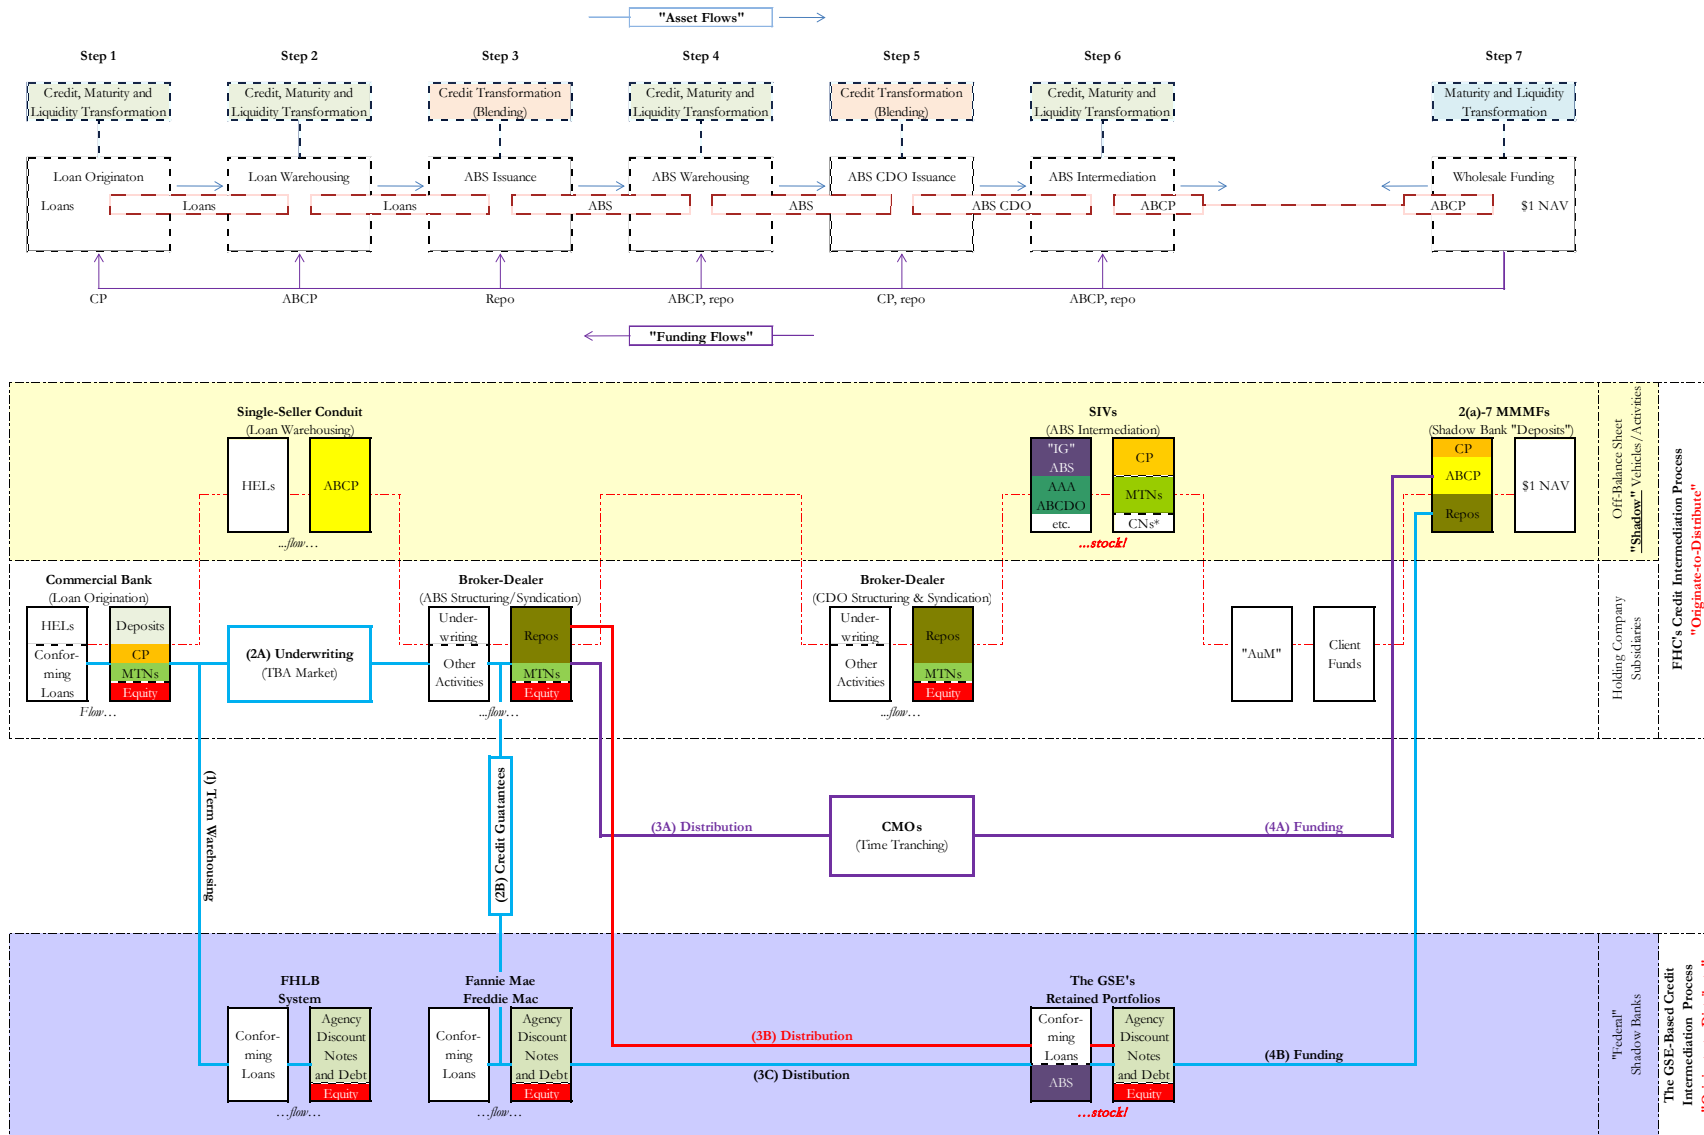 "Asset Flows"
Step 1
Step 2
Step 3
Step 4
Step 5
Step 6
Step 7
Credit, Maturity and
Liquidity Transformation
Credit, Maturity and
Liquidity Transformation
Credit Transformation
(Blending)
Credit, Maturity and
Liquidity Transformation
Credit Transformation
(Blending)
Credit, Maturity and
Liquidity Transformation
Maturity and Liquidity
Transformation
Loan Originaton
Loan Warehousing
ABS Issuance
ABS Warehousing
ABS CDO Issuance
ABS Intermediation
Wholesale Funding
Loans
Loans
Loans
ABS
ABS
ABS CDO
ABCP
ABCP
$1 NAV
CP
ABCP
Repo
ABCP, repo
CP, repo
ABCP, repo
"Funding Flows"
Single-Seller Conduit
(Loan Warehousing)
HELs
ABCP
...flow…
SIVs
(ABS Intermediation)
"IG"
ABS
AAA
ABCDO
etc.
CP
MTNs
CNs*
...stock!
2(a)-7 MMMFs
(Shadow Bank "Deposits")
CP
ABCP
Repos
$1 NAV
Off-Balance Sheet
"Shadow" Vehicles/Activities
FHC's Credit Intermediation Process
"Originate-to-Distribute"
Commercial Bank
(Loan Origination)
HELs
Confor-
ming
Loans
Deposits
CP
MTNs
Equity
Flow…
(2A) Underwriting
(TBA Market)
Broker-Dealer
(ABS Structuring/Syndication)
Under-
writing
Other
Activities
Repos
MTNs
Equity
...flow…
Broker-Dealer
(CDO Structuring & Syndication)
Under-
writing
Other
Activities
Repos
MTNs
Equity
...flow…
"AuM"
Client
Funds
Holding Company
Subsidiaries
(1) Term Warehousing
(2B) Credit Guatantees
(3A) Distribution
CMOs
(Time Tranching)
(4A) Funding
FHLB
System
Confor-
ming
Loans
Agency
Discount
Notes
and Debt
Equity
…flow…
Fannie Mae
Freddie Mac
Confor-
ming
Loans
Agency
Discount
Notes
and Debt
Equity
…flow…
(3B) Distribution
(3C) Distibution
The GSE's
Retained Portfolios
Confor-
ming
Loans
ABS
Agency
Discount
Notes
and Debt
Equity
…stock!
(4B) Funding
"Federal"
Shadow Banks
The GSE-Based Credit
Intermediation Process